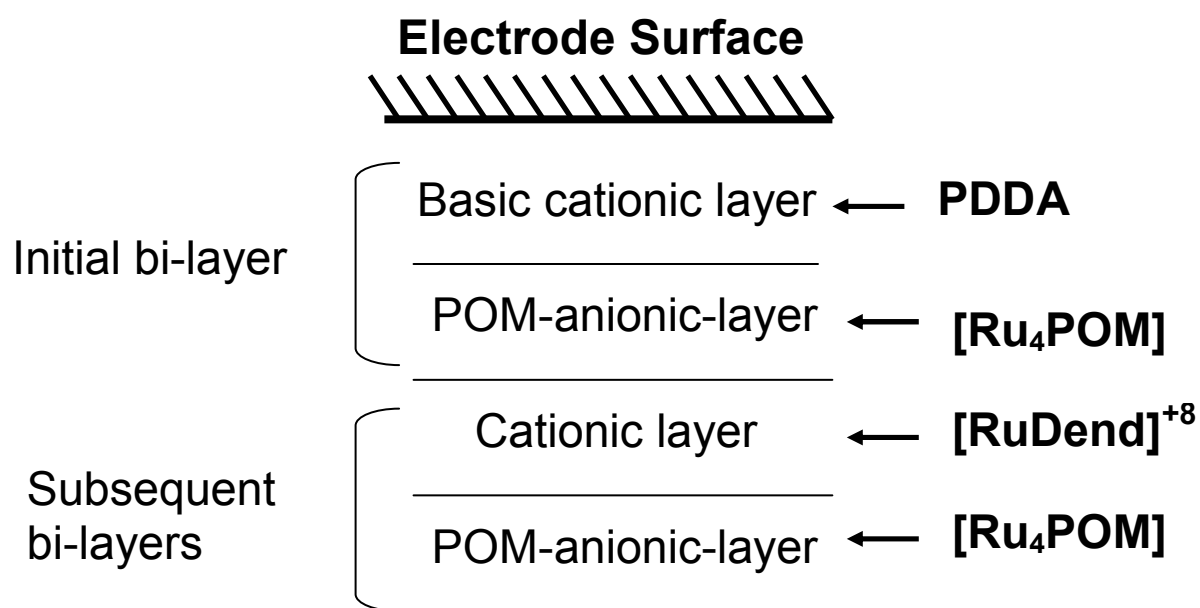 Electrode Surface
Basic cationic layer
PDDA
Initial bi-layer
POM-anionic-layer
[Ru₄POM]
Cationic layer
[RuDend]⁺⁸
Subsequent
bi-layers
POM-anionic-layer
[Ru₄POM]